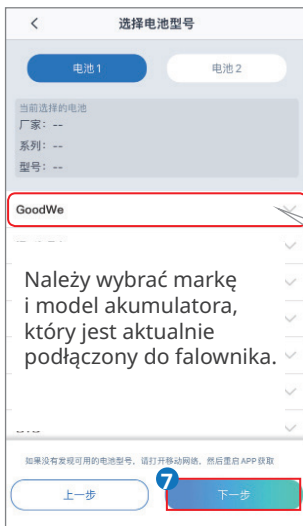 选择电池型号
电池1
电池2
当前选择的电池
厂家: --
系列: --
型号: --
GoodWe
Należy wybrać markę
i model akumulatora,
który jest aktualnie
podłączony do falownika.
如果没有发现可用的电池型号，请打开移动网络，然后重启APP获取
7
上一步
下一步